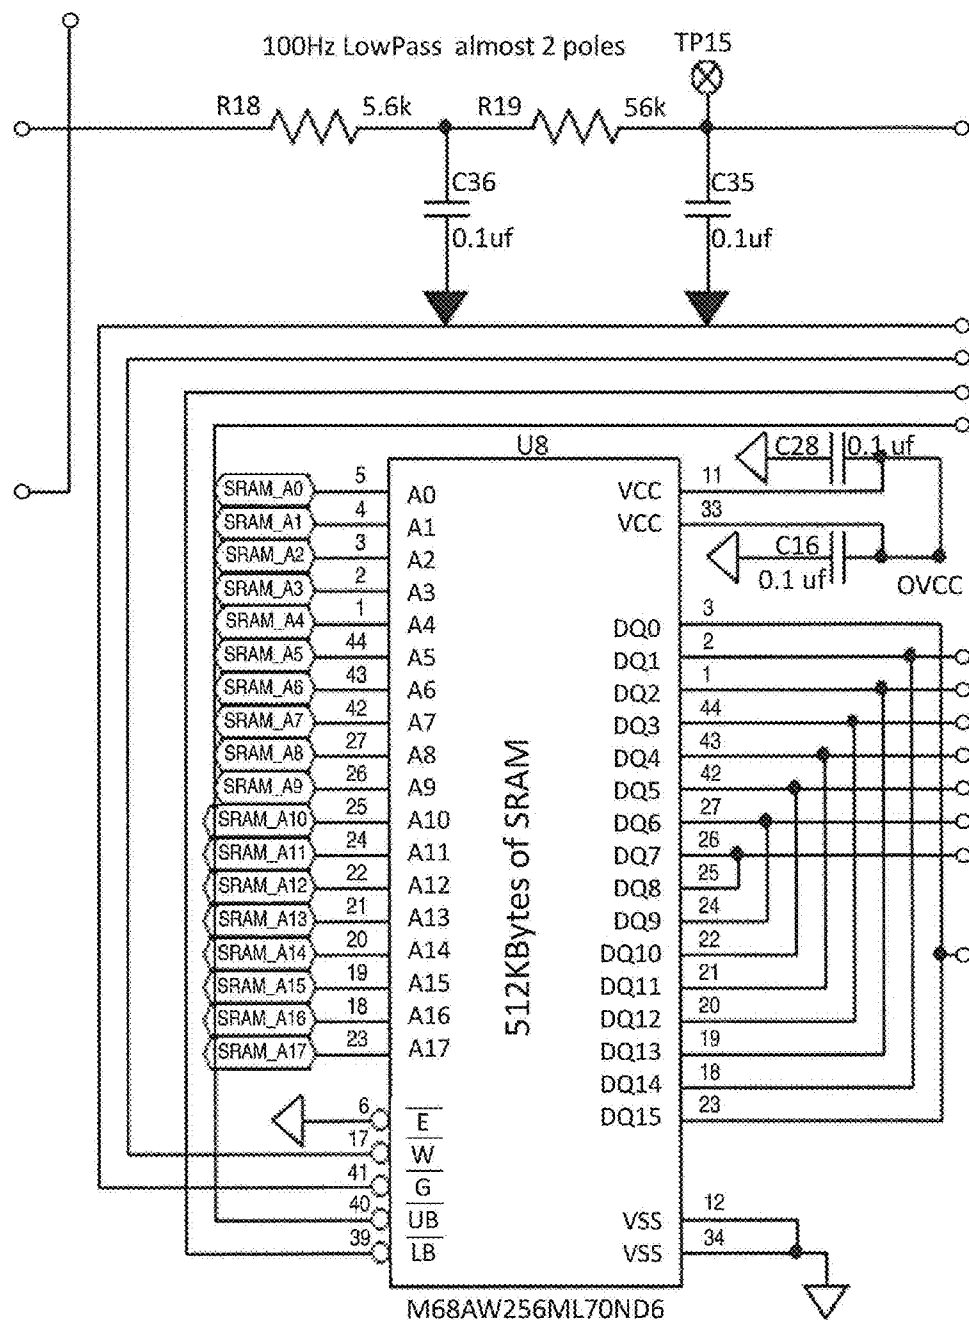 100Hz LowPass almost 2 poles
TP15
R18 5.6k R19 56k
C36 C35
0.1uf 0.1uf
U8
C28 0.1 uf
SRAM_A0 5 A0 VCC 11
SRAM_A1 4 A1 VCC 33
SRAM_A2 3 A2 C16
SRAM_A3 2 A3 0.1 uf OVCC
SRAM_A4 1 A4 DQ0 3
SRAM_A5 44 A5 DQ1 2
SRAM_A6 43 A6 DQ2 1
SRAM_A7 42 A7 DQ3 44
SRAM_A8 27 A8 DQ4 43
SRAM_A9 26 A9 DQ5 42
SRAM_A10 25 A10 DQ6 27
SRAM_A11 24 A11 DQ7 26
SRAM_A12 22 A12 DQ8 25
SRAM_A13 21 A13 DQ9 24
SRAM_A14 20 A14 DQ10 22
SRAM_A15 19 A15 DQ11 21
SRAM_A16 18 A16 DQ12 20
SRAM_A17 23 A17 DQ13 19
DQ14 18
6 E DQ15 23
17 W
41 G
40 UB VSS 12
39 LB VSS 34
512KBytes of SRAM
M68AW256ML70ND6